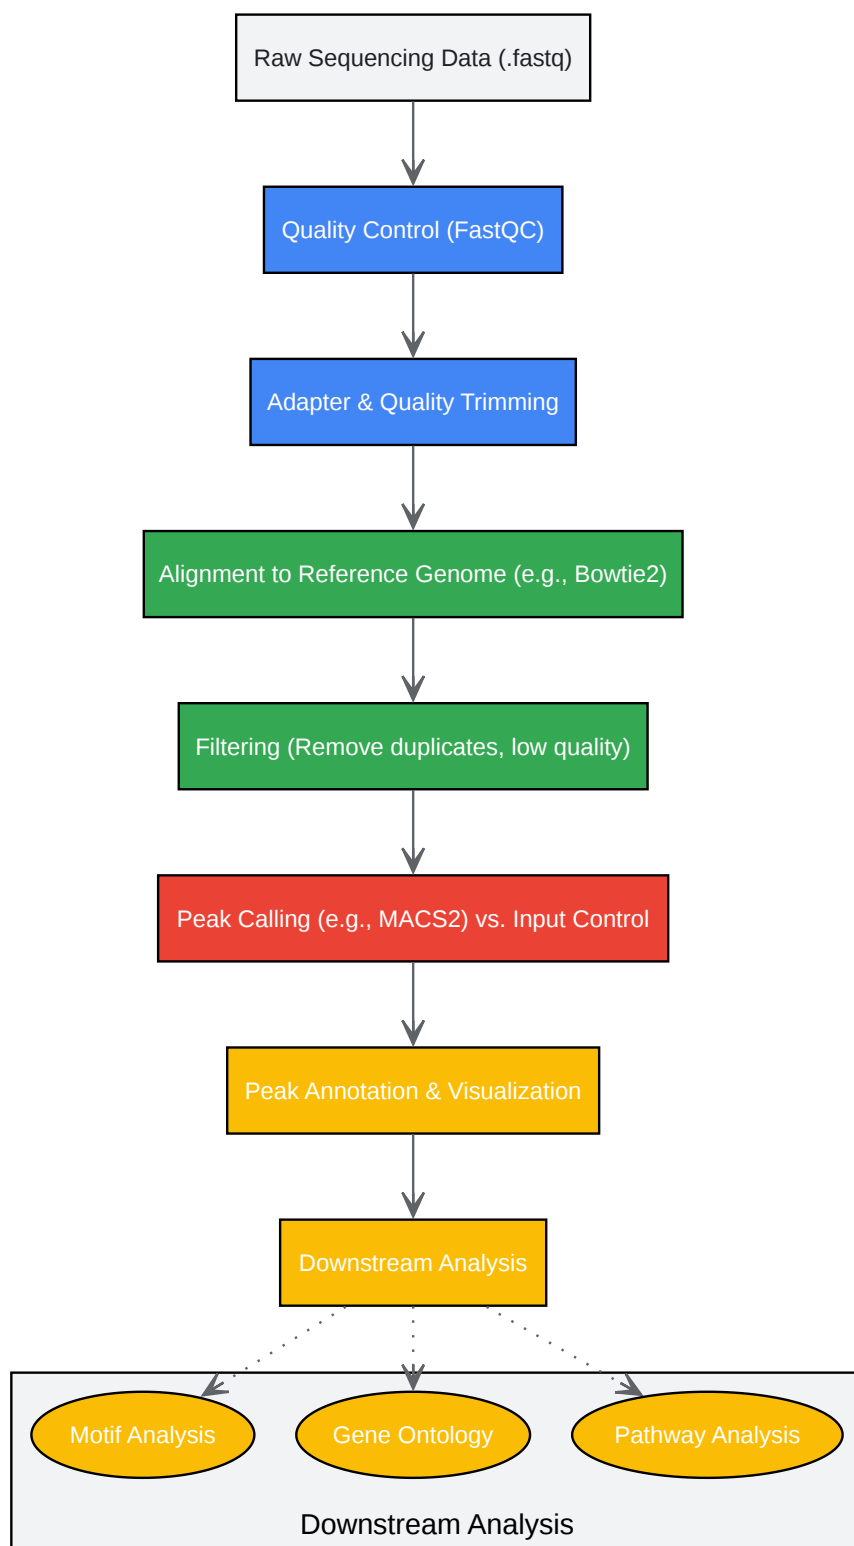 Raw Sequencing Data (.fastq)
Quality Control (FastQC)
Adapter & Quality Trimming
Alignment to Reference Genome (e.g., Bowtie2)
Filtering (Remove duplicates, low quality)
Peak Calling (e.g., MACS2) vs. Input Control
Peak Annotation & Visualization
Downstream Analysis
Motif Analysis
Gene Ontology
Pathway Analysis
Downstream Analysis